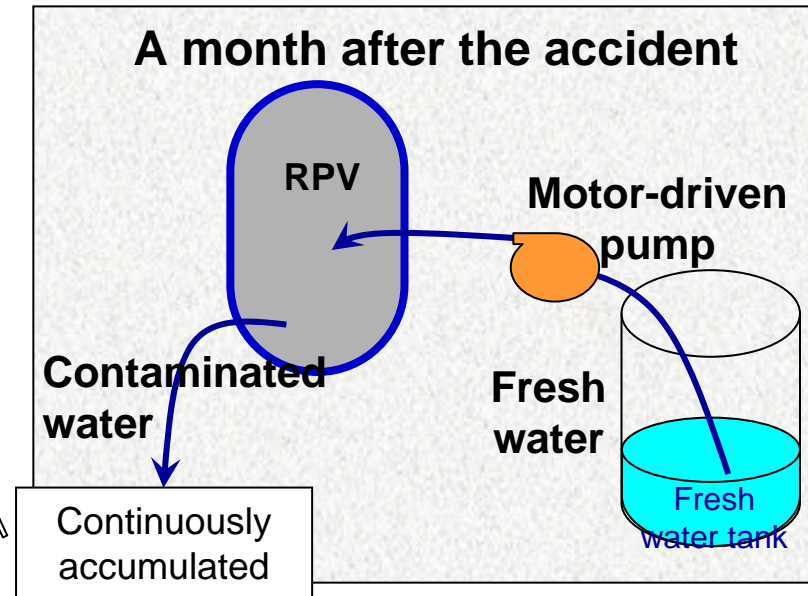 A month after the accident
RPV
Motor-driven
pump
Contaminated
water
Fresh
water
Fresh
water tank
Continuously
accumulated